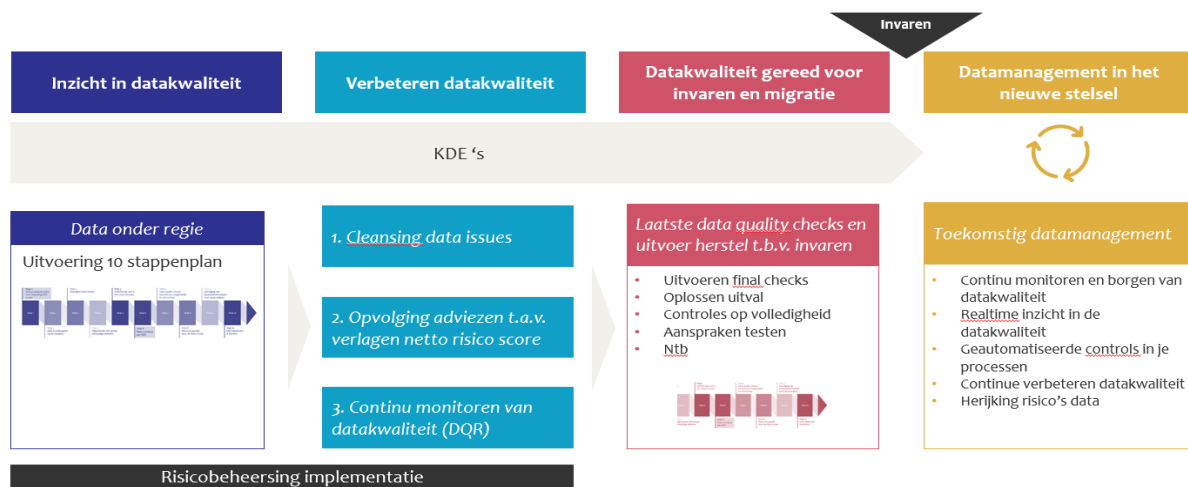 Invaren
Inzicht in datakwaliteit
Verbeteren datakwaliteit
Datakwaliteit gereed voor
invaren en migratie
Datamanagement in het
nieuwe stelsel
KDE 's
Data onder regie
Uitvoering 10 stappenplan
1. Cleansing data issues
2. Opvolging adviezen t.a.v.
verlagen netto risico score
3. Continu monitoren van
datakwaliteit (DQR)
Laatste data quality checks en
uitvoer herstel t.b.v. invaren
• Uitvoeren final checks
• Oplossen uitval
• Controles op volledigheid
• Aanspraken testen
• Ntb
Toekomstig datamanagement
• Continu monitoren en borgen van
datakwaliteit
• Realtime inzicht in de
datakwaliteit
• Geautomatiseerde controls in je
processen
• Continue verbeteren datakwaliteit
• Herijking risico's data
Risicobeheersing implementatie